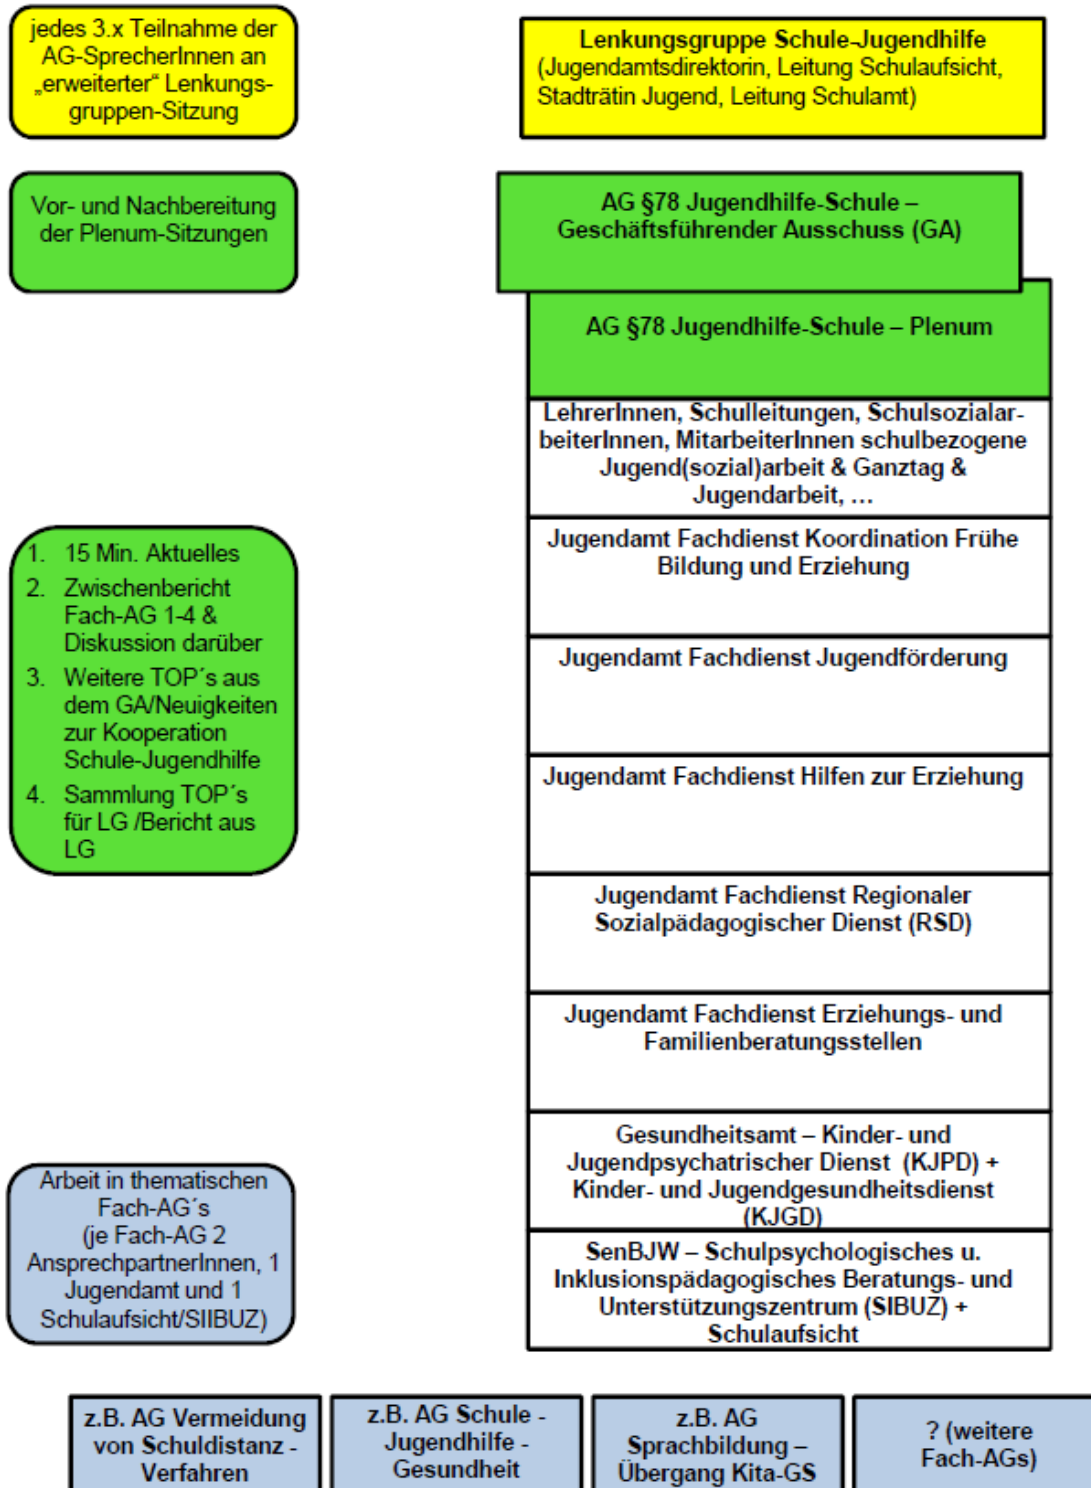 jedes 3.x Teilnahme der
AG-SprecherInnen an
„erweiterter“ Lenkungs-
gruppen-Sitzung
Lenkungsgruppe Schule-Jugendhilfe
(Jugendamtsdirektorin, Leitung Schulaufsicht,
Stadträtin Jugend, Leitung Schulamt)
Vor- und Nachbereitung
der Plenum-Sitzungen
AG §78 Jugendhilfe-Schule –
Geschäftsführender Ausschuss (GA)
AG §78 Jugendhilfe-Schule – Plenum
LehrerInnen, Schulleitungen, Schulsozialar-
beiterInnen, MitarbeiterInnen schulbezogene
Jugend(sozial)arbeit & Ganztag &
Jugendarbeit, …
1. 15 Min. Aktuelles
2. Zwischenbericht
Fach-AG 1-4 &
Diskussion darüber
3. Weitere TOP´s aus
dem GA/Neuigkeiten
zur Kooperation
Schule-Jugendhilfe
4. Sammlung TOP´s
für LG /Bericht aus
LG
Jugendamt Fachdienst Koordination Frühe
Bildung und Erziehung
Jugendamt Fachdienst Jugendförderung
Jugendamt Fachdienst Hilfen zur Erziehung
Jugendamt Fachdienst Regionaler
Sozialpädagogischer Dienst (RSD)
Jugendamt Fachdienst Erziehungs- und
Familienberatungsstellen
Gesundheitsamt – Kinder- und
Jugendpsychatrischer Dienst (KJPD) +
Kinder- und Jugendgesundheitsdienst
(KJGD)
Arbeit in thematischen
Fach-AG´s
(je Fach-AG 2
AnsprechpartnerInnen, 1
Jugendamt und 1
Schulaufsicht/SIIBUZ)
SenBJW – Schulpsychologisches u.
Inklusionspädagogisches Beratungs- und
Unterstützungszentrum (SIBUZ) +
Schulaufsicht
z.B. AG Vermeidung
von Schuldistanz -
Verfahren
z.B. AG Schule -
Jugendhilfe -
Gesundheit
z.B. AG
Sprachbildung –
Übergang Kita-GS
? (weitere
Fach-AGs)